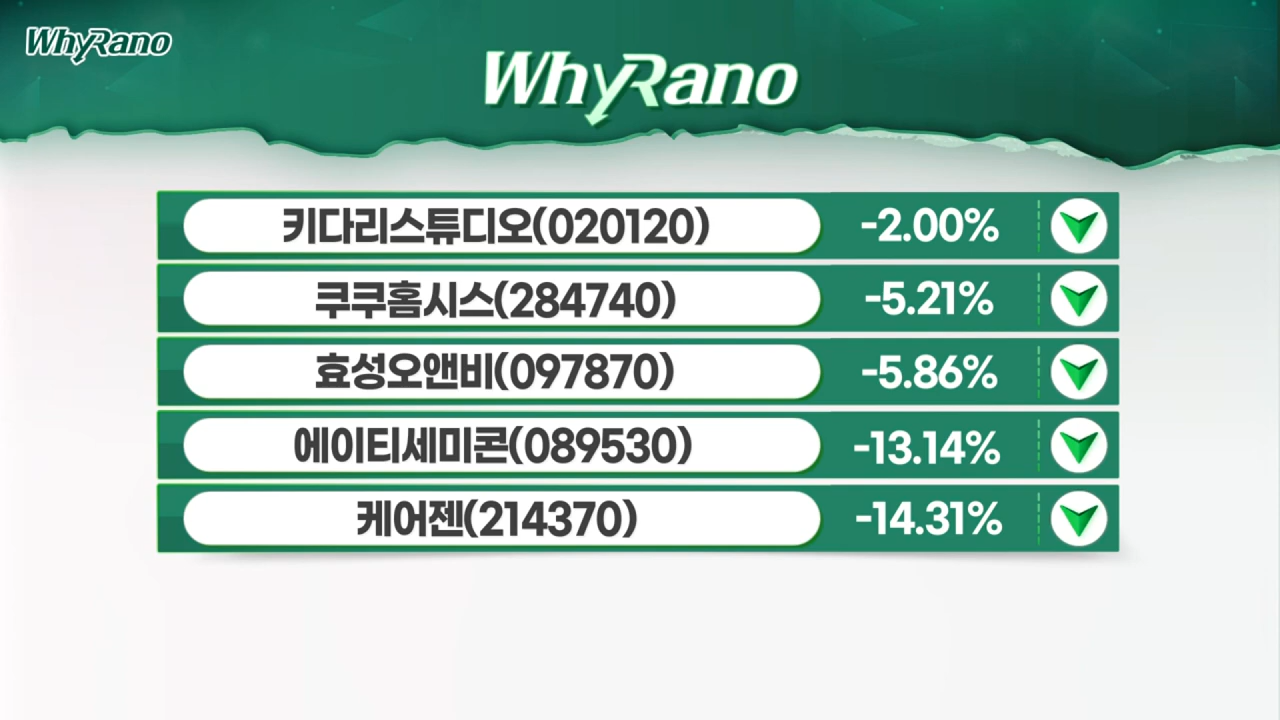 WhyRano
WhyRano
키다리스튜디오(020120) -2.00%
쿠쿠홈시스(284740) -5.21%
효성오앤비(097870) -5.86%
에이티세미콘(089530) -13.14%
케어젠(214370) -14.31%